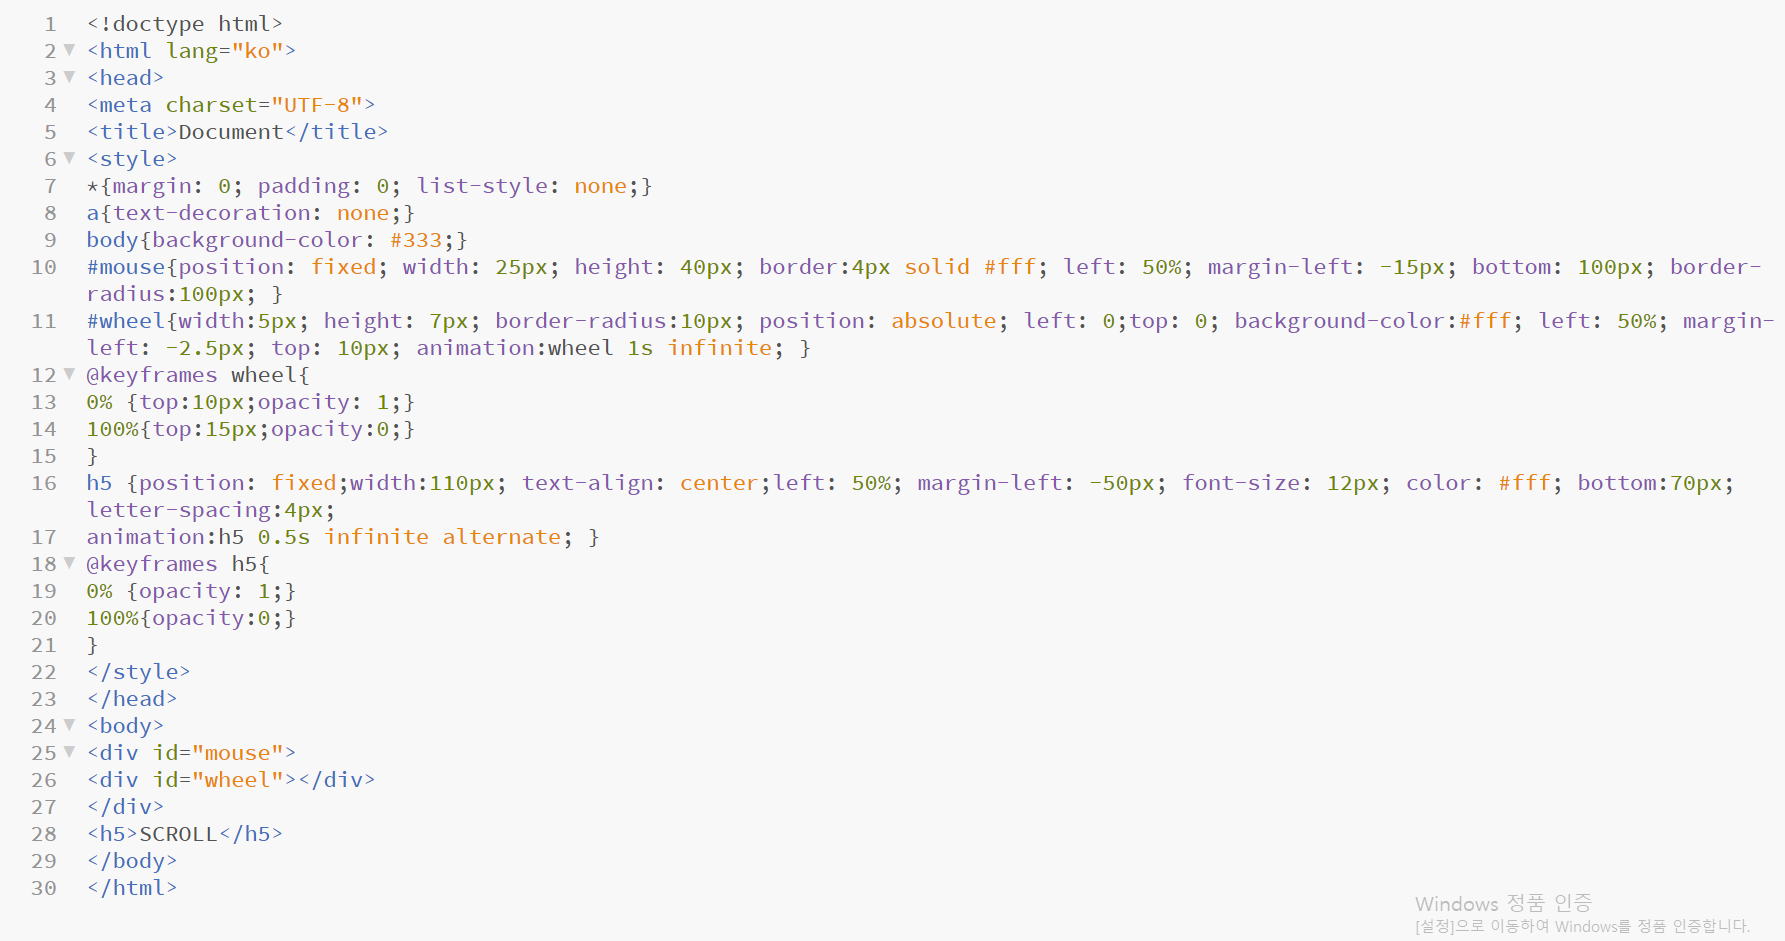 1 <!doctype html>
2 <html lang="ko">
3 <head>
4 <meta charset="UTF-8">
5 <title>Document</title>
6 <style>
7 *{margin: 0; padding: 0; list-style: none;}
8 a{text-decoration: none;}
9 body{background-color: #333;}
10 #mouse{position: fixed; width: 25px; height: 40px; border:4px solid #fff; left: 50%; margin-left: -15px; bottom: 100px; border-
radius:100px; }
11 #wheel{width:5px; height: 7px; border-radius:10px; position: absolute; left: 0;top: 0; background-color:#fff; left: 50%; margin-
left: -2.5px; top: 10px; animation:wheel 1s infinite; }
12 @keyframes wheel{
13 0% {top:10px;opacity: 1;}
14 100%{top:15px;opacity:0;}
15 }
16 h5 {position: fixed;width:110px; text-align: center;left: 50%; margin-left: -50px; font-size: 12px; color: #fff; bottom:70px;
letter-spacing:4px;
17 animation:h5 0.5s infinite alternate; }
18 @keyframes h5{
19 0% {opacity: 1;}
20 100%{opacity:0;}
21 }
22 </style>
23 </head>
24 <body>
25 <div id="mouse">
26 <div id="wheel"></div>
27 </div>
28 <h5>SCROLL</h5>
29 </body>
30 </html>
Windows 정품 인증
[설정]으로 이동하여 Windows를 정품 인증합니다.